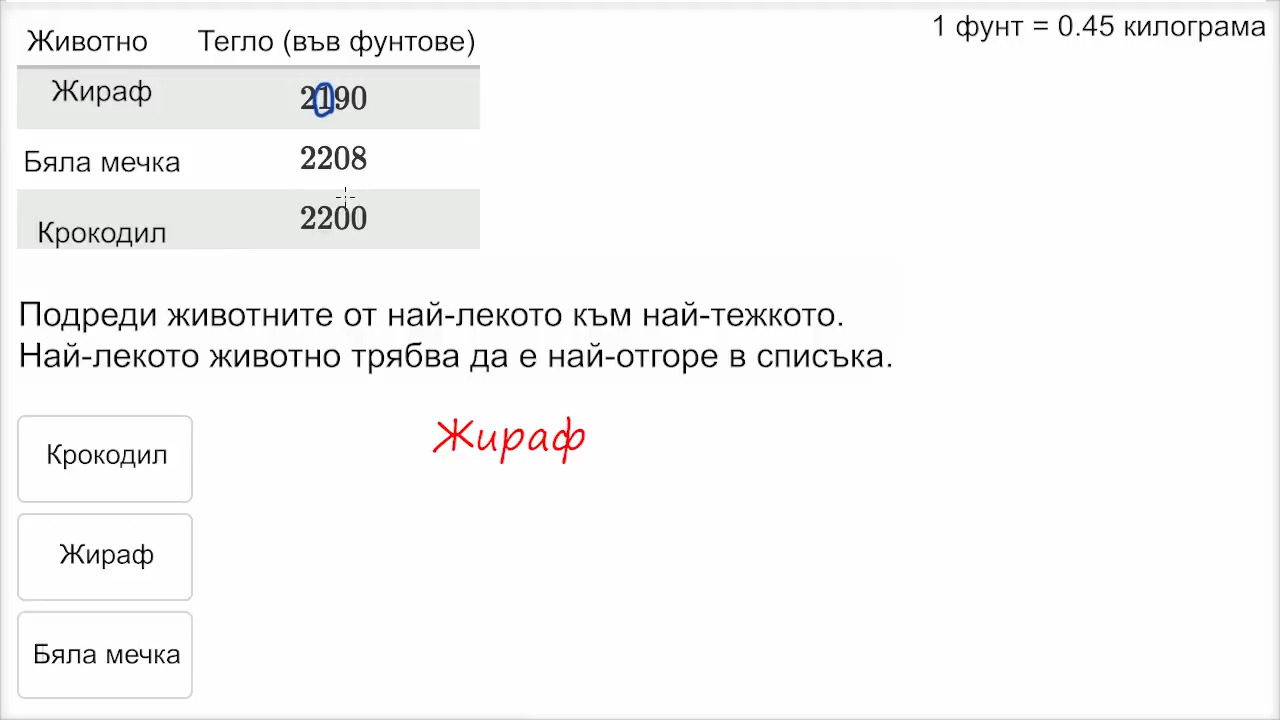 1 фунт = 0.45 килограма
Животно Тегло (във фунтове)
Жираф 2190
Бяла мечка 2208
Крокодил 2200
Подреди животните от най-лекото към най-тежкото.
Най-лекото животно трябва да е най-отгоре в списъка.
Жираф
Крокодил
Жираф
Бяла мечка